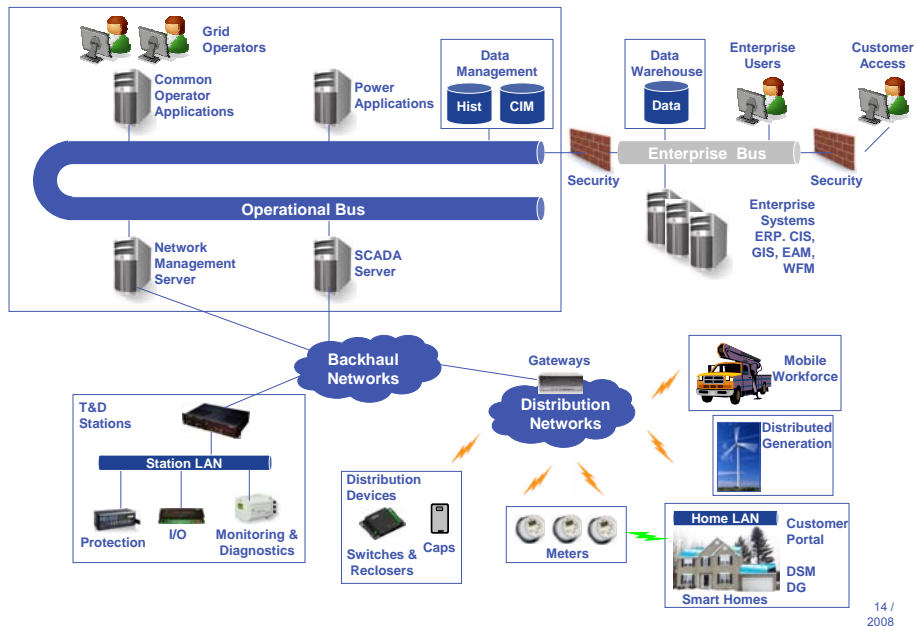 Grid
Operators
Common
Operator
Applications
Power
Applications
Data
Management
Hist
CIM
Data
Warehouse
Data
Enterprise
Users
Customer
Access
Security
Enterprise Bus
Security
Operational Bus
Enterprise
Systems
ERP. CIS,
GIS, EAM,
WFM
Network
Management
Server
SCADA
Server
Backhaul
Networks
Gateways
Distribution
Networks
Mobile
Workforce
Distributed
Generation
T&D
Stations
Station LAN
Protection
I/O
Monitoring &
Diagnostics
Distribution
Devices
Switches &
Reclosers
Caps
Meters
Home LAN
Customer
Portal
DSM
DG
Smart Homes
14 /
2008